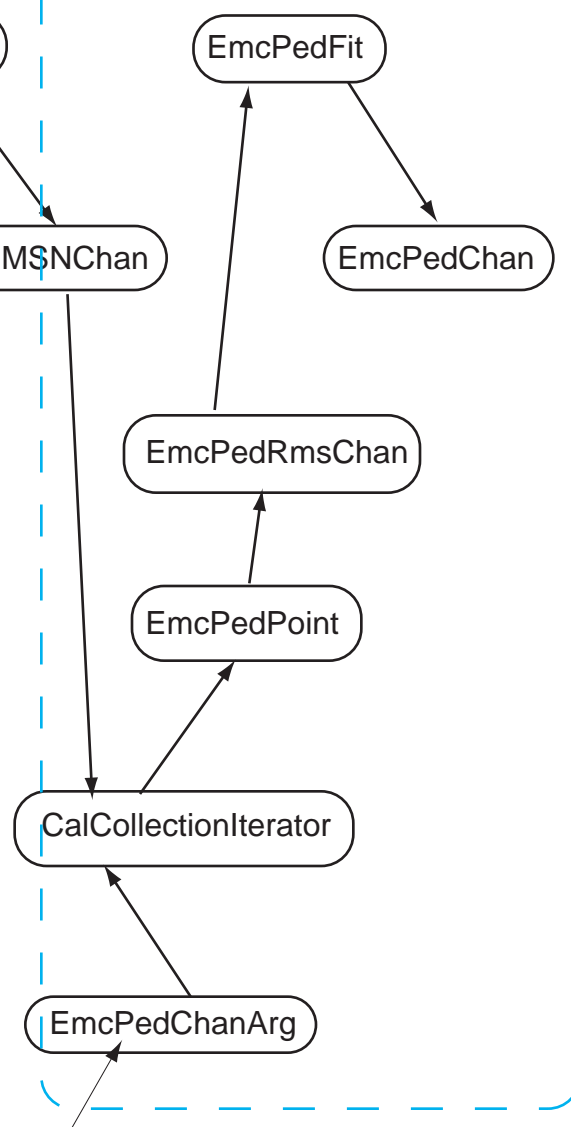 EmcPedFit
MSNChan
EmcPedChan
EmcPedRmsChan
EmcPedPoint
CalCollectionIterator
EmcPedChanArg